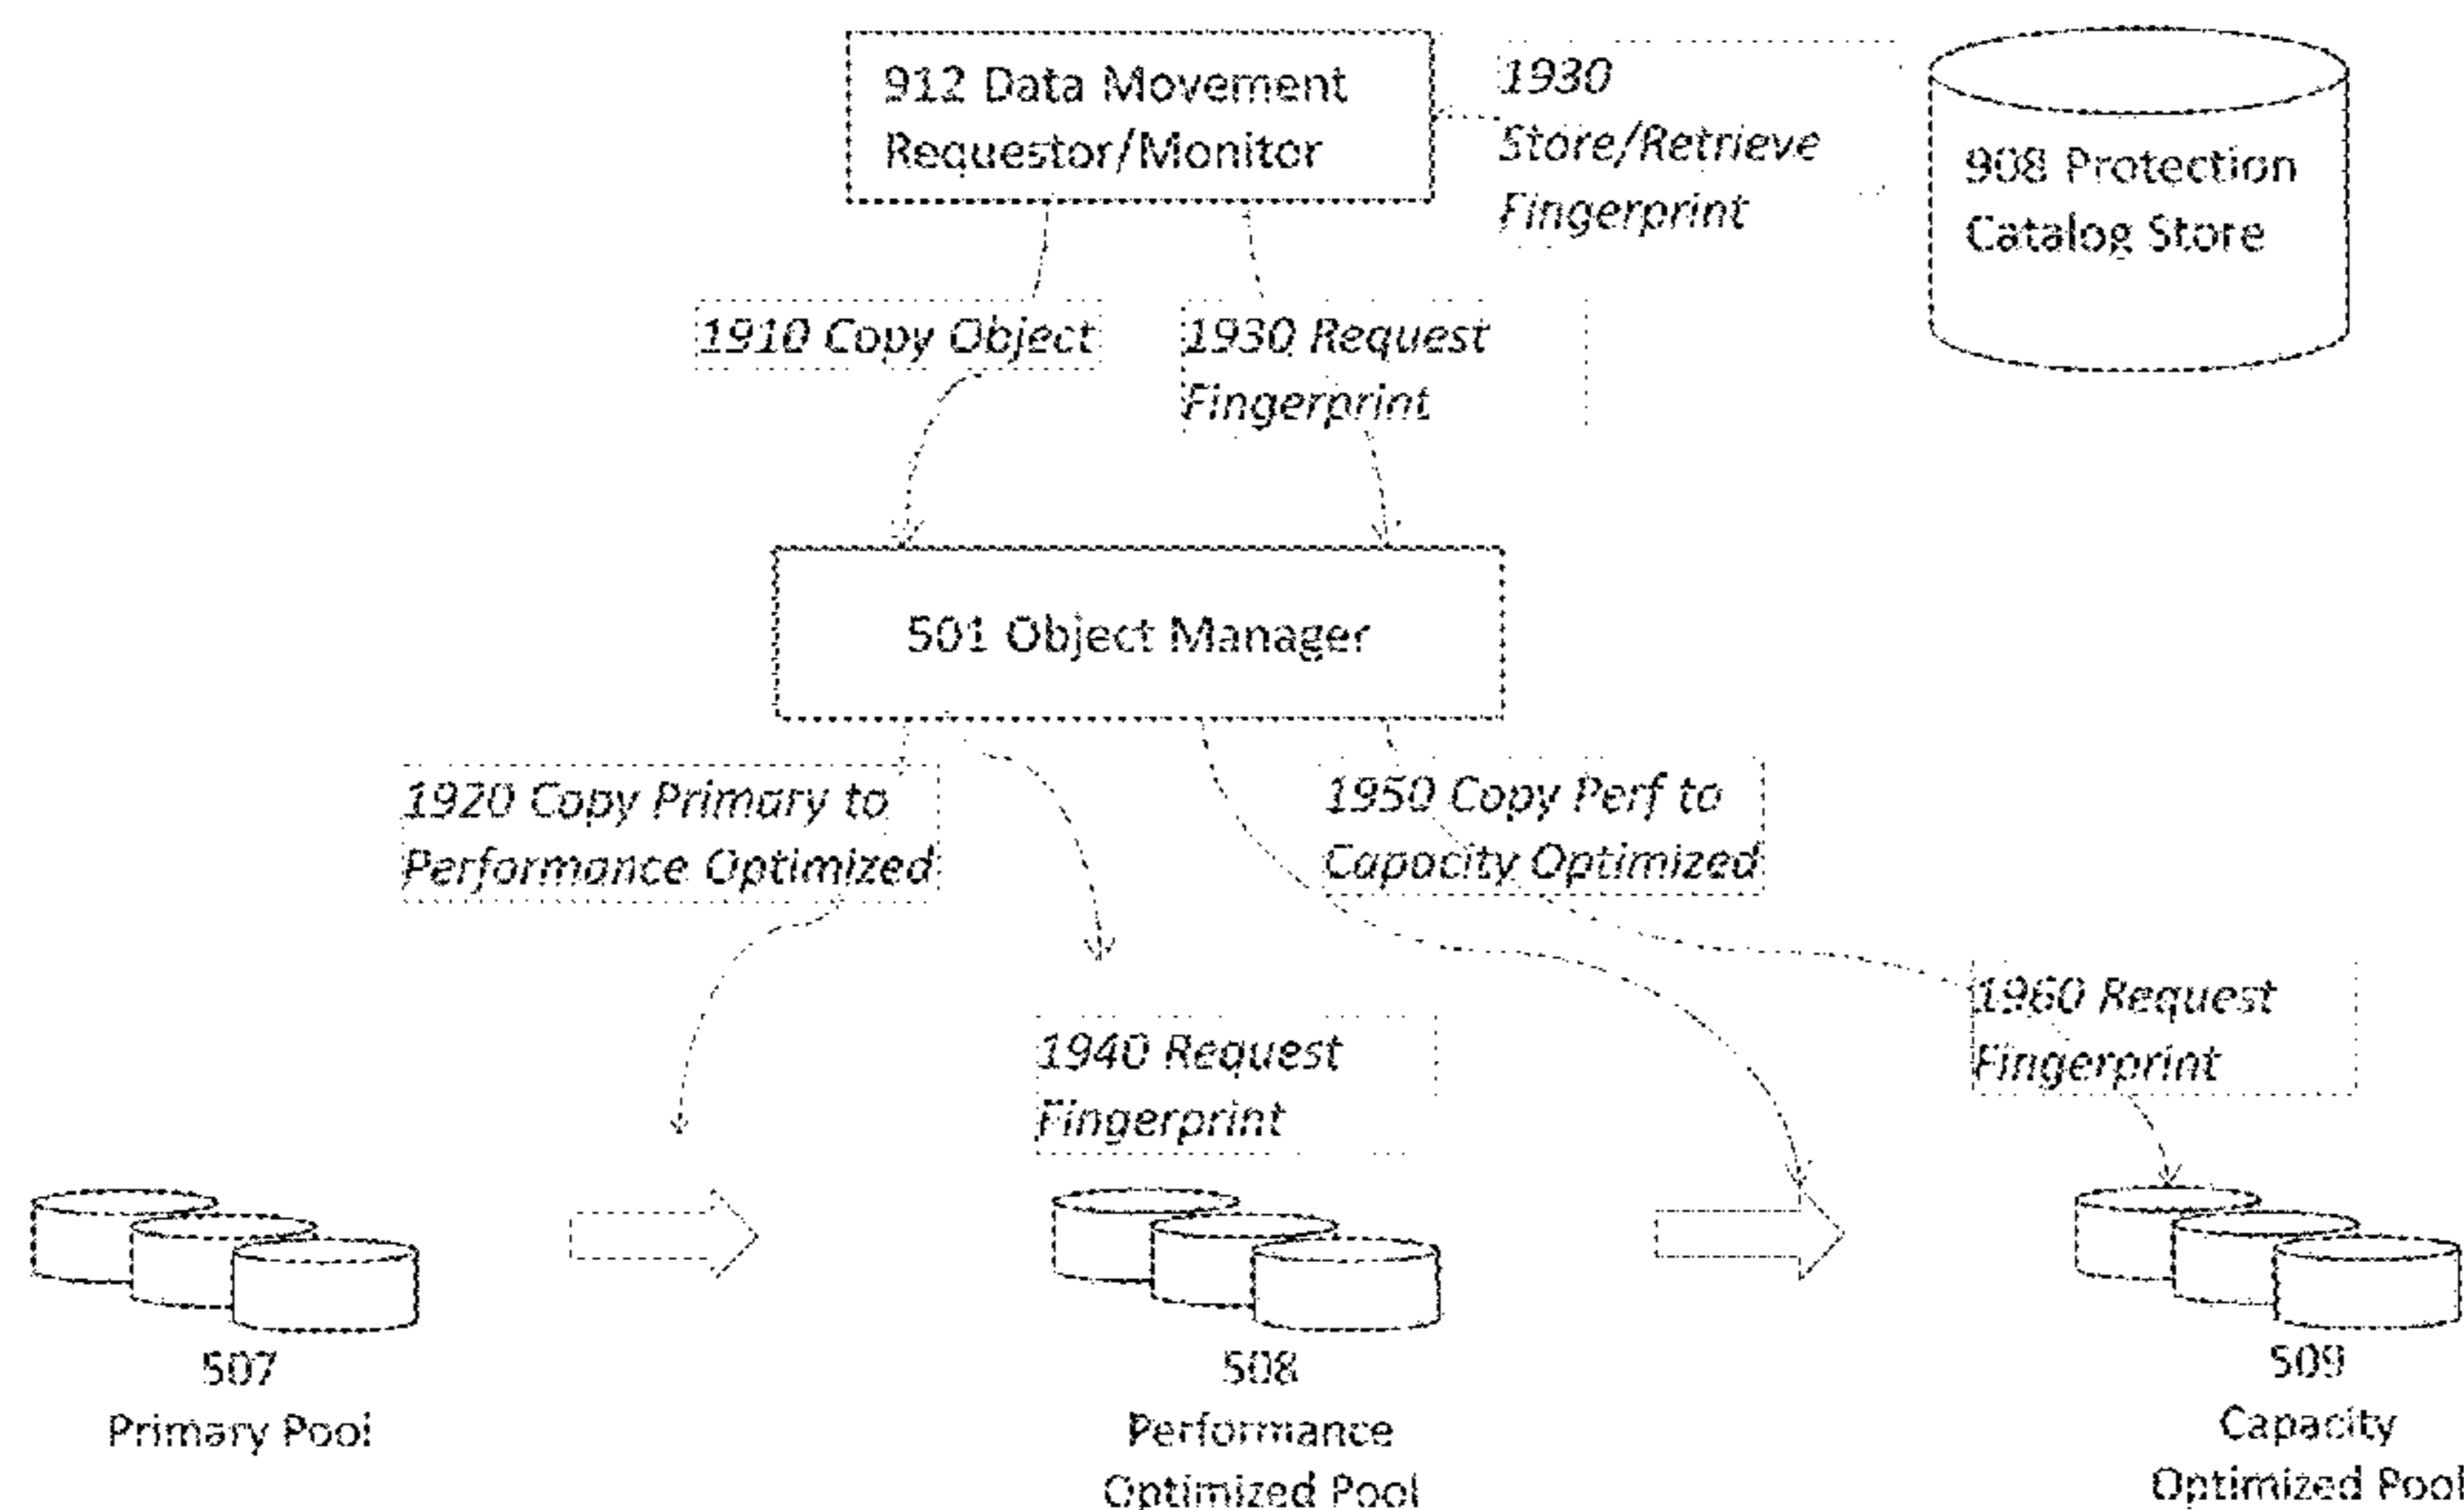 912 Data Movement
Requestor/Monitor
1930
Store/Retrieve
Fingerprint
908 Protection
Catalog Store
1910 Copy Object
1930 Request
Fingerprint
501 Object Manager
1920 Copy Primary to
Performance Optimized
1950 Copy Perf to
Capacity Optimized
1940 Request
Fingerprint
1960 Request
Fingerprint
507
Primary Pool
508
Performance
Optimized Pool
509
Capacity
Optimized Pool